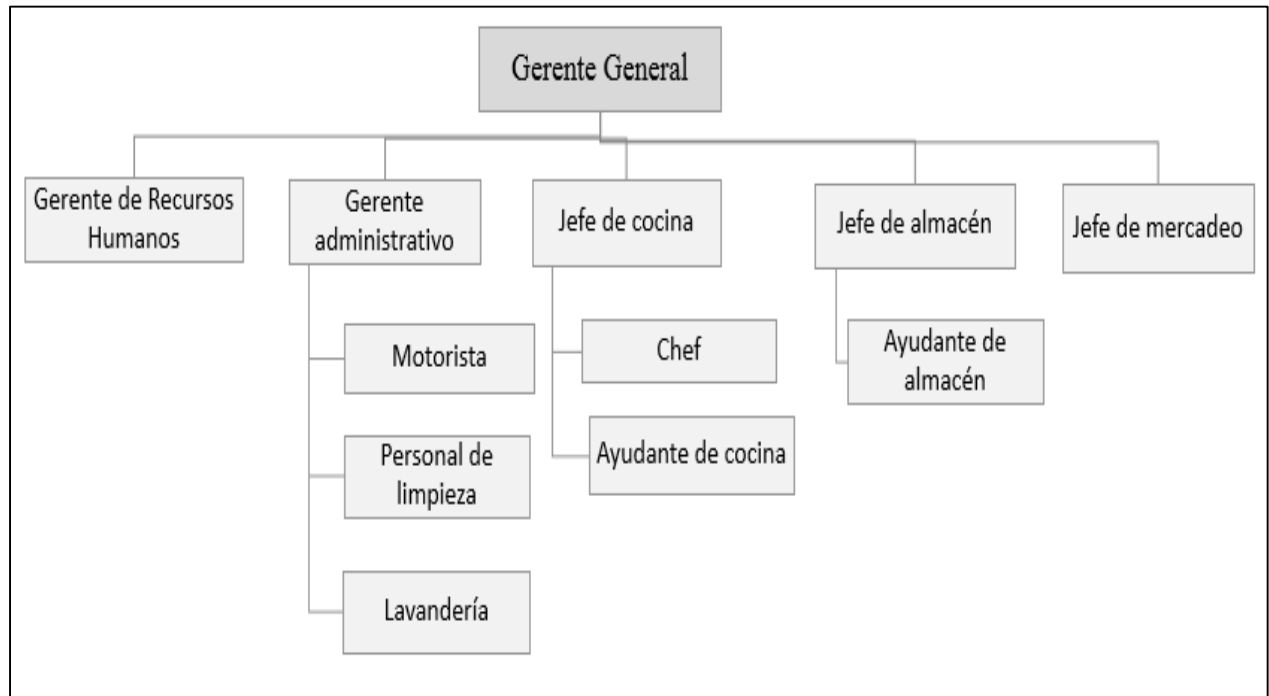 Gerente General
Gerente de Recursos
Humanos
Gerente
administrativo
Jefe de cocina
Jefe de almacén
Jefe de mercadeo
Motorista
Personal de
limpieza
Lavandería
Chef
Ayudante de cocina
Ayudante de
almacén